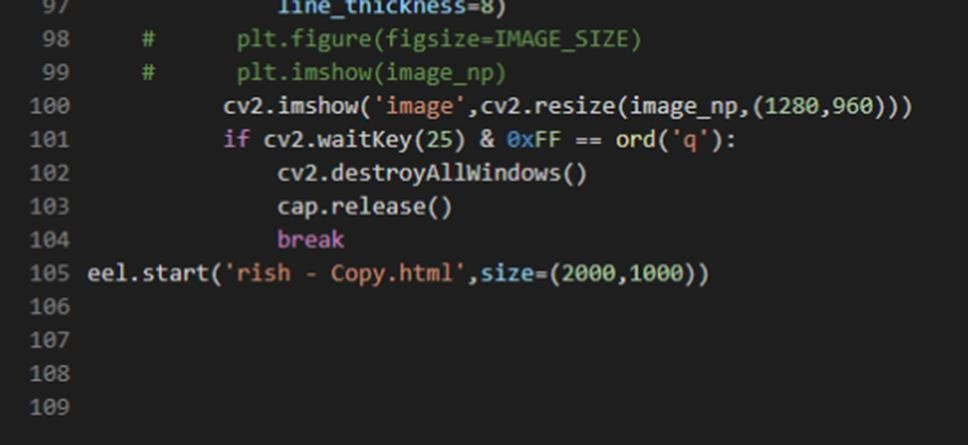 97                line_thickness=8)
98     #      plt.figure(figsize=IMAGE_SIZE)
99     #      plt.imshow(image_np)
100           cv2.imshow('image',cv2.resize(image_np,(1280,960)))
101           if cv2.waitKey(25) & 0xFF == ord('q'):
102               cv2.destroyAllWindows()
103               cap.release()
104               break
105 eel.start('rish - Copy.html',size=(2000,1000))
106
107
108
109